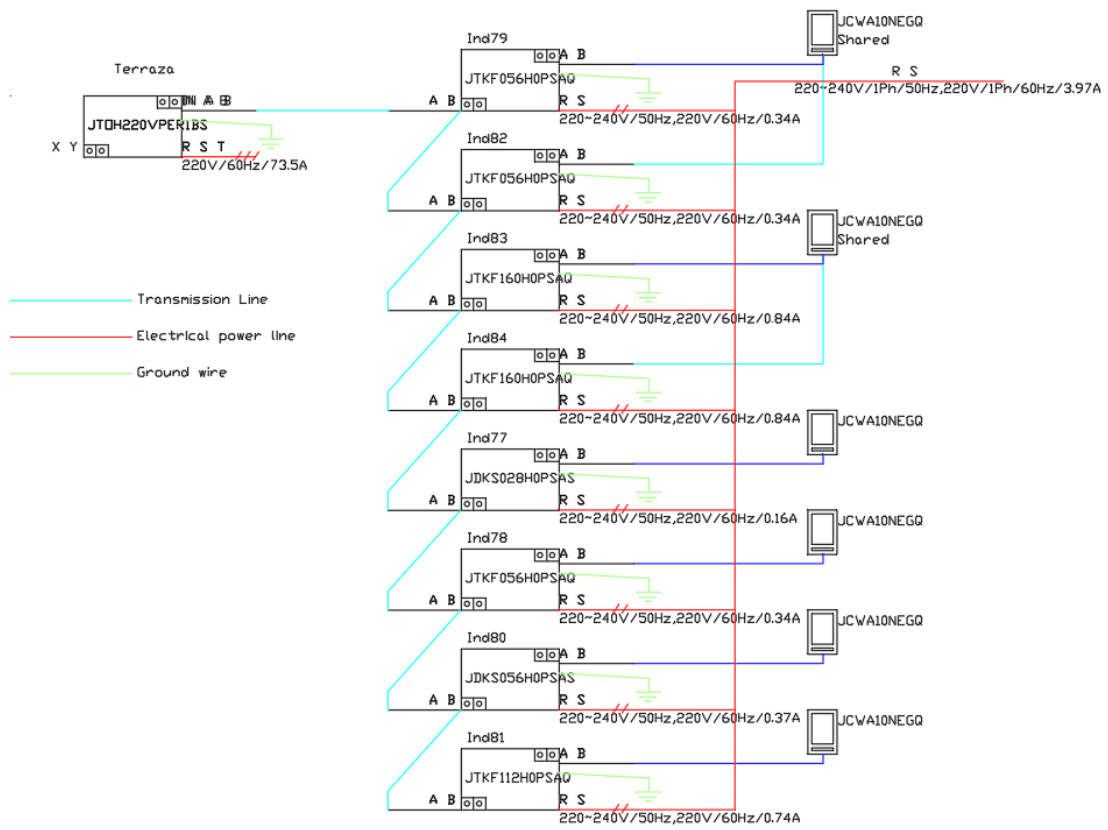 Ind79
A B
JTKF056H0PSAQ
A B
R S
220~240V/50Hz,220V/60Hz/0.34A
JCWA10NEGQ
Shared
R S
220~240V/1Ph/50Hz,220V/1Ph/60Hz/3.97A
Terraza
A B
X Y
R S T
220V/60Hz/73.5A
Ind82
A B
JTKF056H0PSAQ
A B
R S
220~240V/50Hz,220V/60Hz/0.34A
Ind83
A B
JTKF160H0PSAQ
A B
R S
220~240V/50Hz,220V/60Hz/0.84A
JCWA10NEGQ
Shared
Transmission Line
Electrical power line
Ground wire
Ind84
A B
JTKF160H0PSAQ
A B
R S
220~240V/50Hz,220V/60Hz/0.84A
Ind77
A B
JDKS028H0PSAS
A B
R S
220~240V/50Hz,220V/60Hz/0.16A
JCWA10NEGQ
Ind78
A B
JTKF056H0PSAQ
A B
R S
220~240V/50Hz,220V/60Hz/0.34A
JCWA10NEGQ
Ind80
A B
JDKS056H0PSAS
A B
R S
220~240V/50Hz,220V/60Hz/0.37A
JCWA10NEGQ
Ind81
A B
JTKF112H0PSAQ
A B
R S
220~240V/50Hz,220V/60Hz/0.74A
JCWA10NEGQ